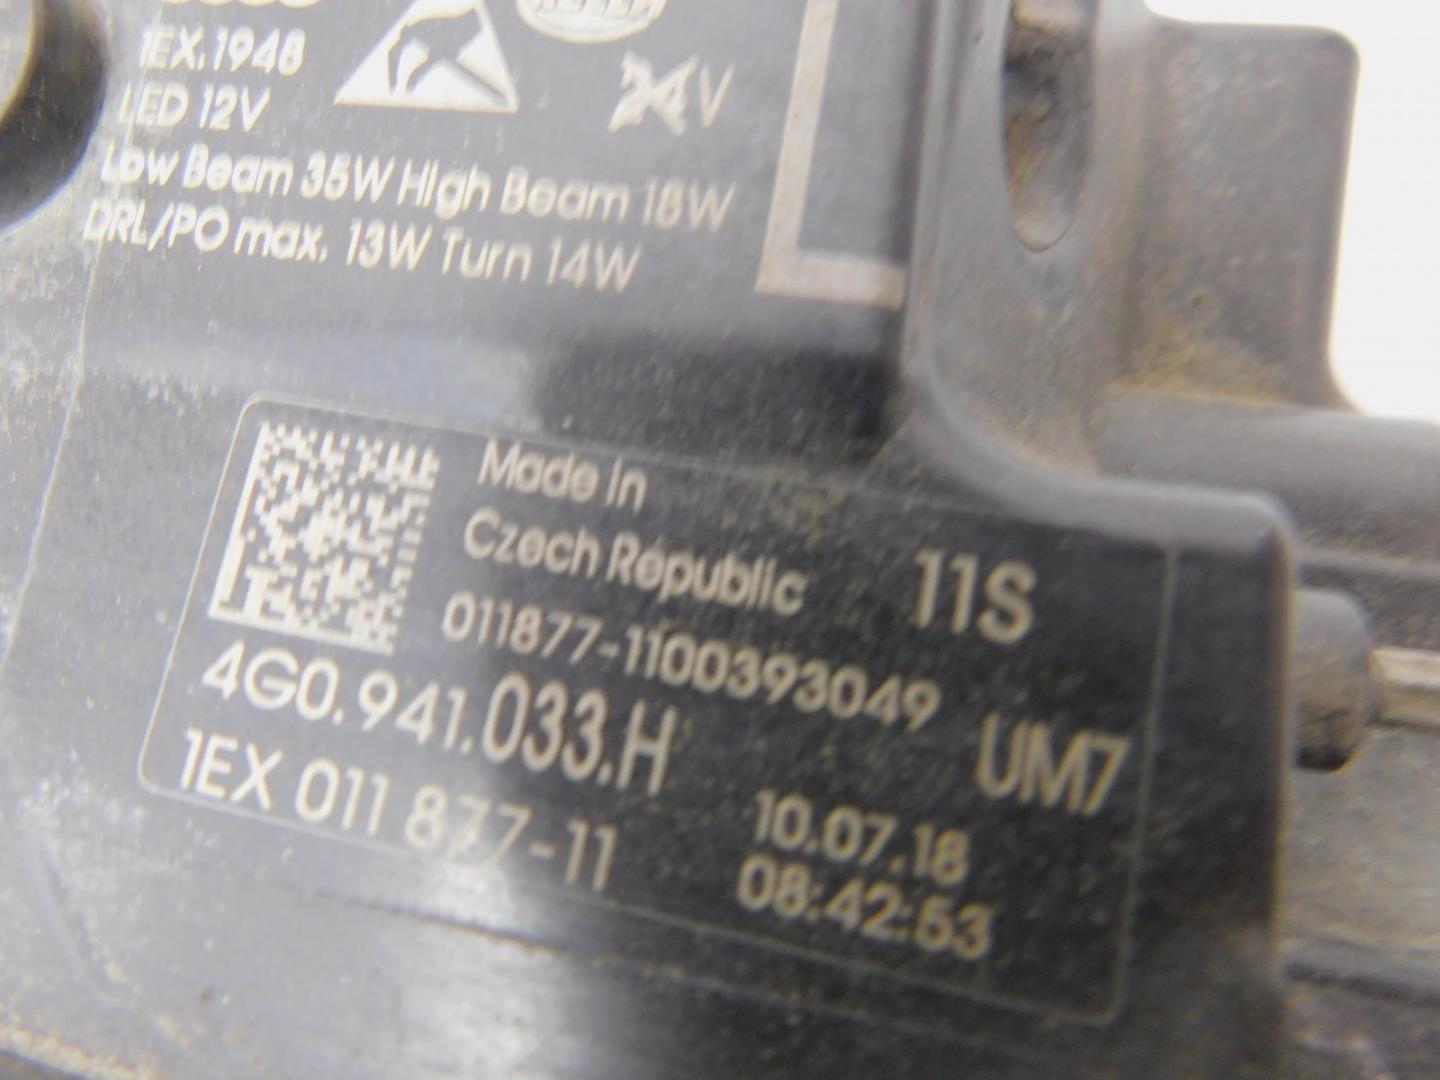 1EX.1948
LED 12V
24V
Low Beam 35W High Beam 18W
DRL/PO max. 13W Turn 14W
Made in
Czech Republic
11S
011877-1100393049
4G0.941.033.H
UM7
1EX 011 877-11
10.07.18
08:42:53